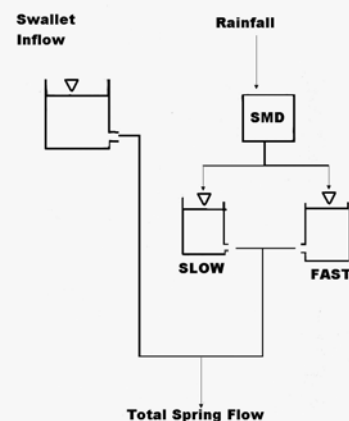 Swallet
Inflow
Rainfall
SMD
SLOW
FAST
Total Spring Flow